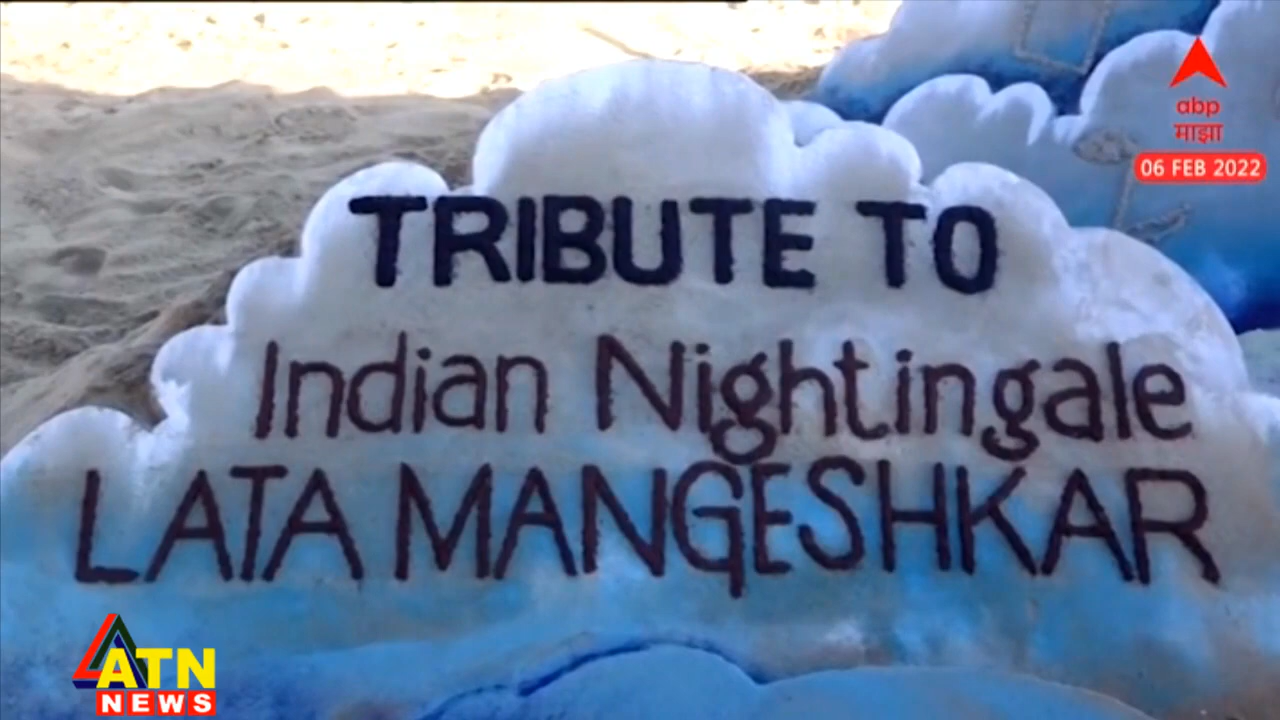 abp
माझा
06 FEB 2022
TRIBUTE TO
Indian Nightingale
LATA MANGESHKAR
ATN
NEWS